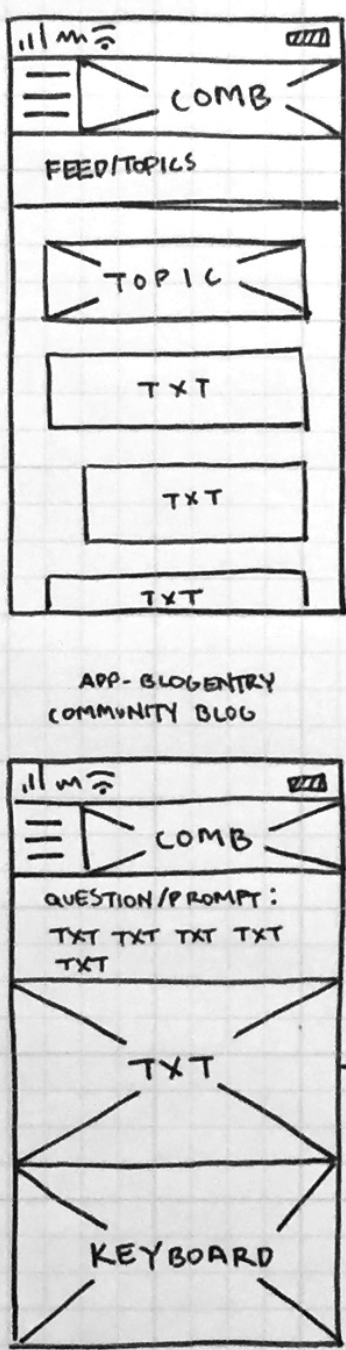 COMB
FEED/TOPICS
TOPIC
TXT
TXT
TXT
APP-BLOGENTRY
COMMUNITY BLOG
COMB
QUESTION/PROMPT:
TXT TXT TXT TXT
TXT
TXT
KEYBOARD